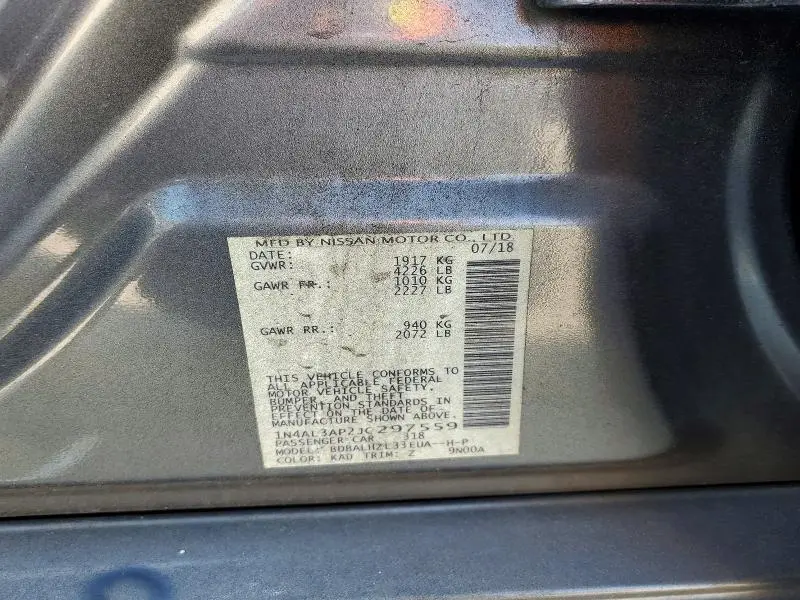 MFD BY NISSAN MOTOR CO., LTD
DATE: 07/18
GVWR: 1917 KG
4226 LB
GAWR FR.: 1010 KG
2227 LB
GAWR RR.: 940 KG
2072 LB
THIS VEHICLE CONFORMS TO
ALL APPLICABLE FEDERAL
MOTOR VEHICLE SAFETY,
BUMPER, AND THEFT
PREVENTION STANDARDS IN
EFFECT ON THE DATE OF
MANUFACTURE SHOWN ABOVE.
1N4AL3AP2JC297559
PASSENGER-CAR 318
MODEL: BDBALHZL33EUA--H-P
COLOR: KAD TRIM: Z 9N00A